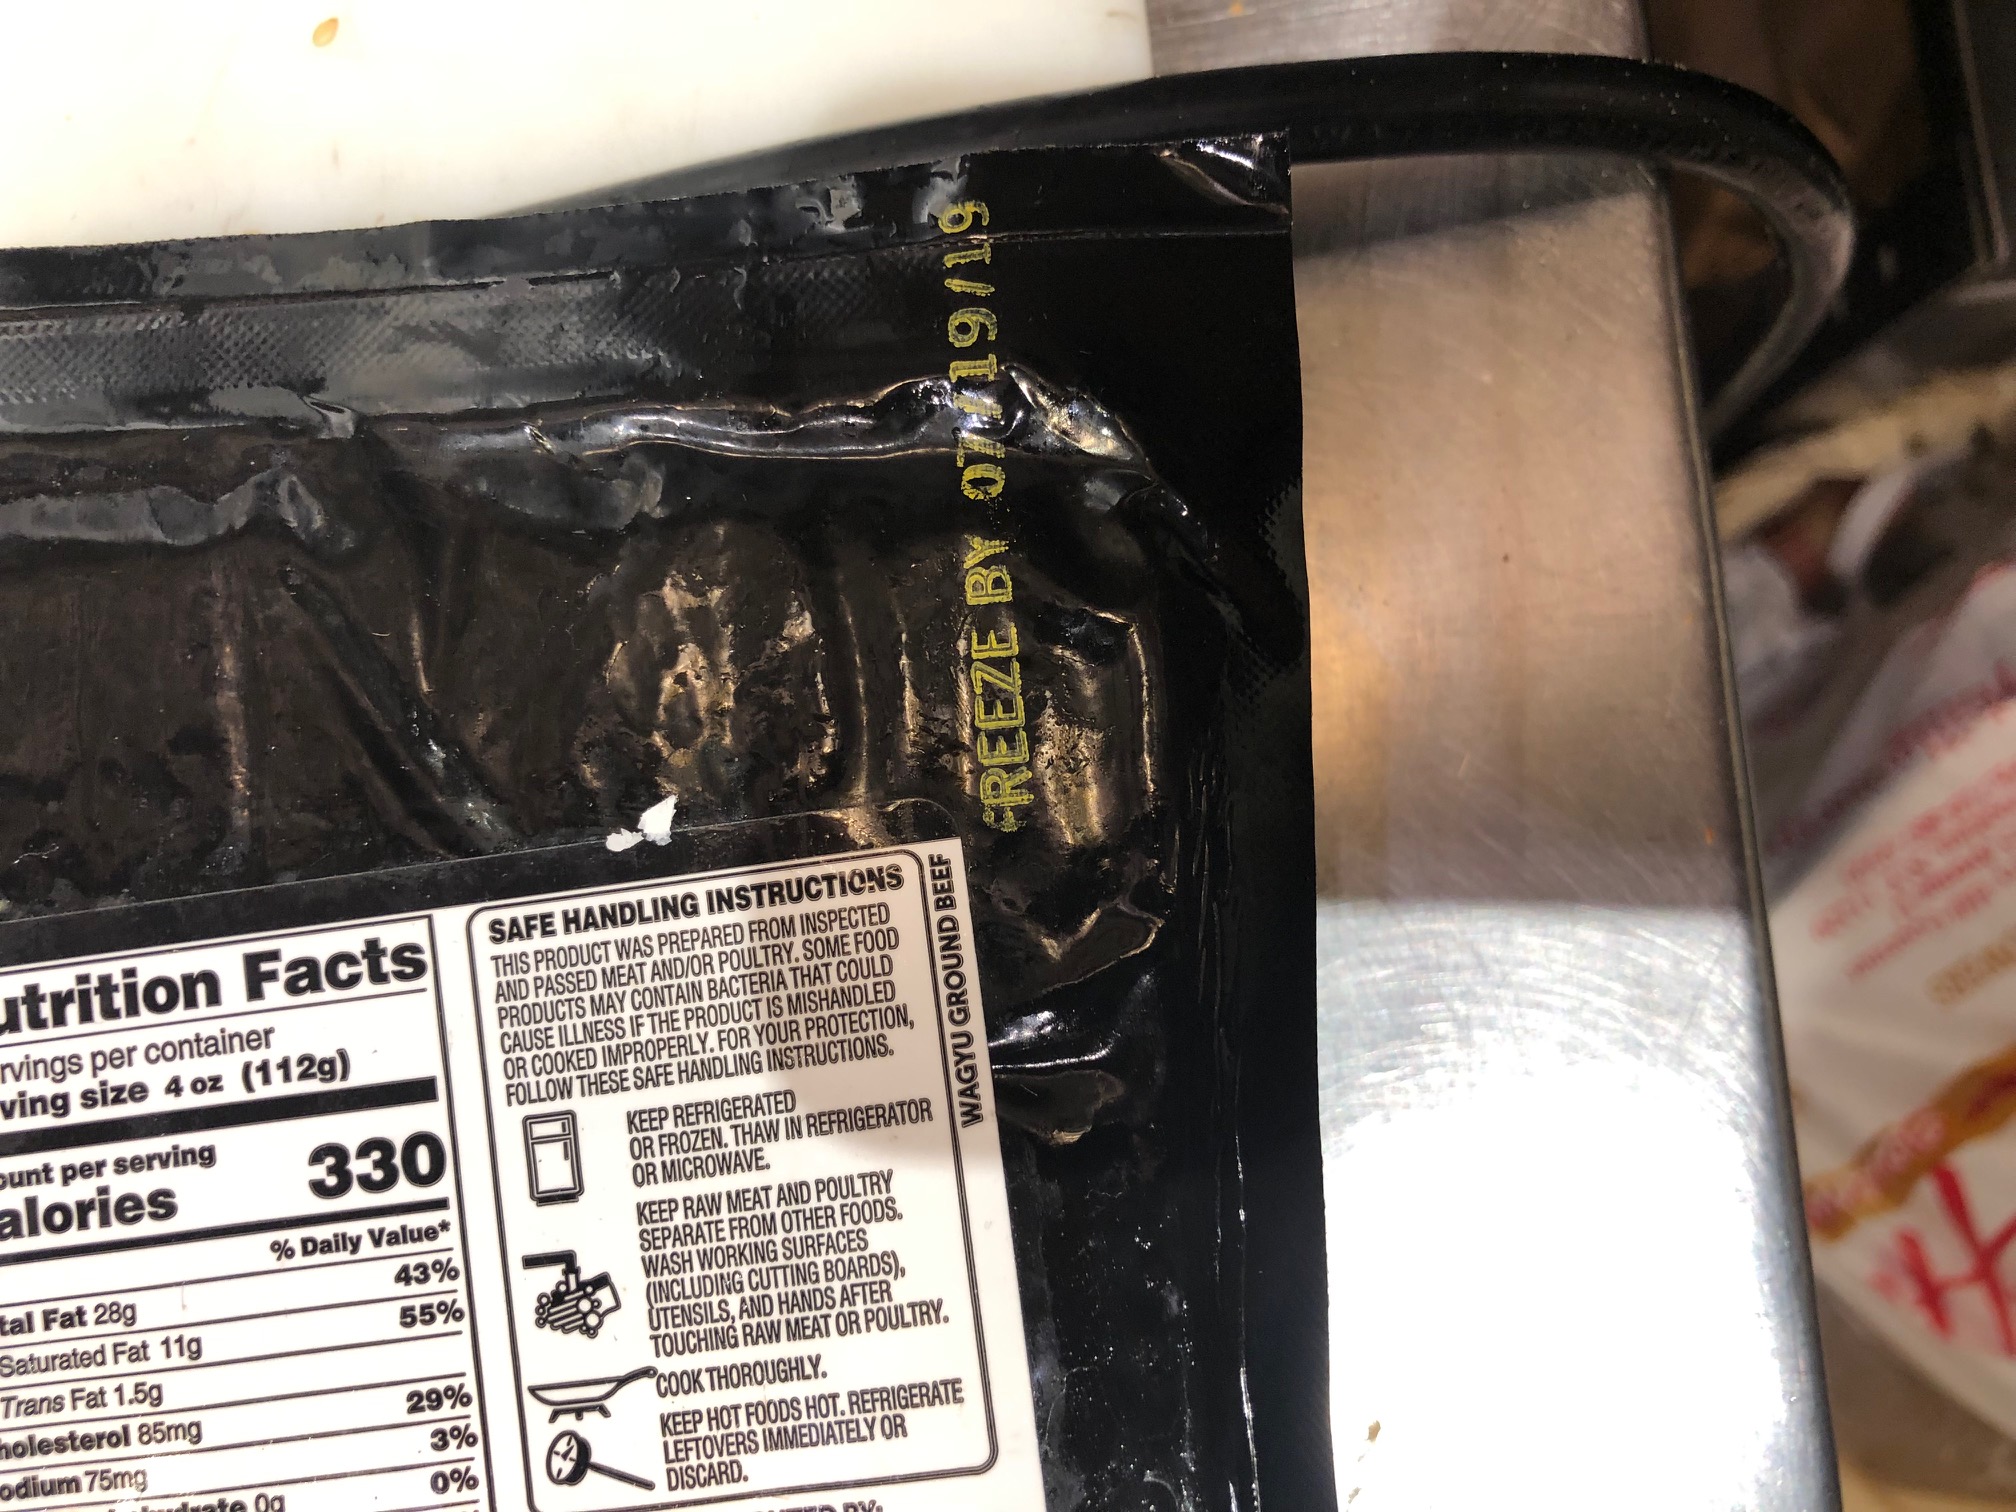 utrition Facts
rvings per container
ving size 4 oz (112g)
ount per serving
alories 330
% Daily Value*
tal Fat 28g 43%
Saturated Fat 11g 55%
Trans Fat 1.5g
holesterol 85mg 29%
odium 75mg 3%
0g 0%
SAFE HANDLING INSTRUCTIONS
THIS PRODUCT WAS PREPARED FROM INSPECTED
AND PASSED MEAT AND/OR POULTRY. SOME FOOD
PRODUCTS MAY CONTAIN BACTERIA THAT COULD
CAUSE ILLNESS IF THE PRODUCT IS MISHANDLED
OR COOKED IMPROPERLY. FOR YOUR PROTECTION,
FOLLOW THESE SAFE HANDLING INSTRUCTIONS.
KEEP REFRIGERATED
OR FROZEN. THAW IN REFRIGERATOR
OR MICROWAVE.
KEEP RAW MEAT AND POULTRY
SEPARATE FROM OTHER FOODS.
WASH WORKING SURFACES
(INCLUDING CUTTING BOARDS),
UTENSILS, AND HANDS AFTER
TOUCHING RAW MEAT OR POULTRY.
COOK THOROUGHLY.
KEEP HOT FOODS HOT. REFRIGERATE
LEFTOVERS IMMEDIATELY OR
DISCARD.
WAGYU GROUND BEEF
FREEZE BY 07/19/19